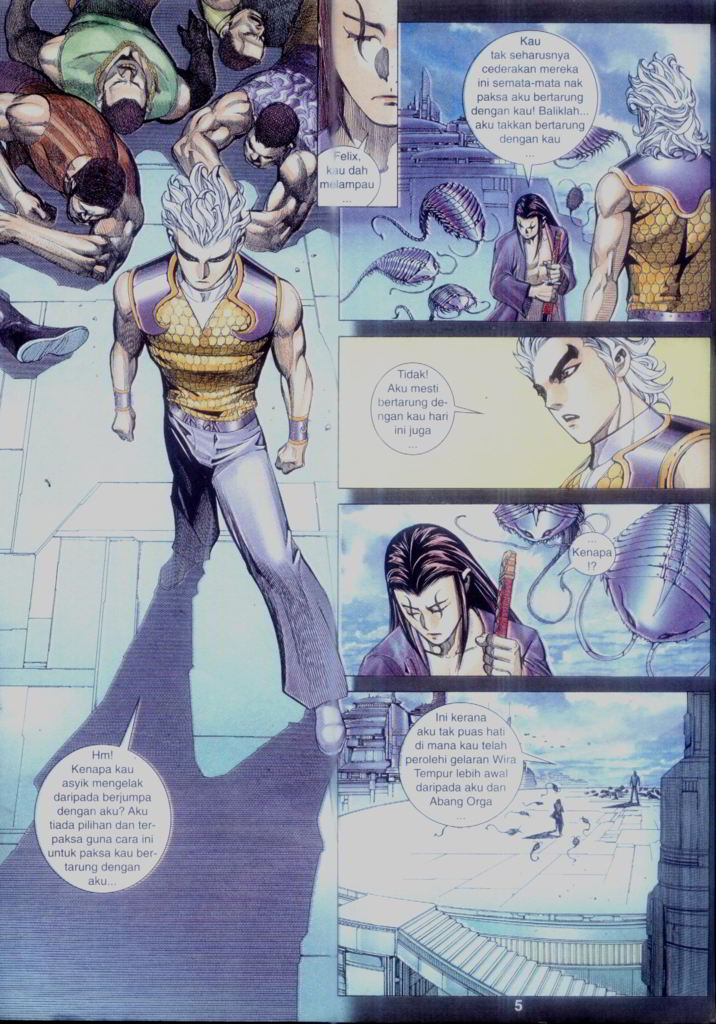 Felix,
kau dah
melampau
...
Hm!
Kenapa kau
asyik mengelak
daripada berjumpa
dengan aku? Aku
tiada pilihan dan ter-
paksa guna cara ini
untuk paksa kau ber-
tarung dengan
aku...
Kau
tak seharusnya
cederakan mereka
ini semata-mata nak
paksa aku bertarung
dengan kau! Baliklah...
aku takkan bertarung
dengan kau
Tidak!
Aku mesti
bertarung de-
ngan kau hari
ini juga
...
...
Kenapa
!?
Ini kerana
aku tak puas hati
di mana kau telah
perolehi gelaran Wira
Tempur lebih awal
daripada aku dan
Abang Orga
...
5